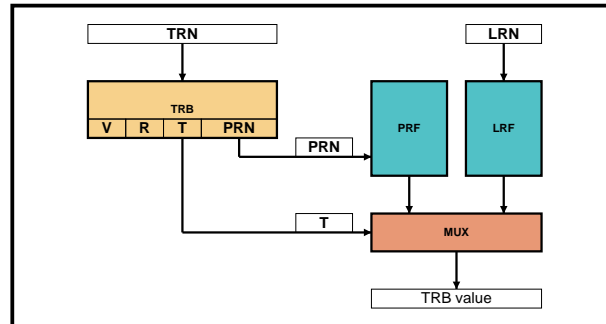 TRN
LRN
TRB
V R T PRN
PRF
LRF
PRN
T
MUX
TRB value